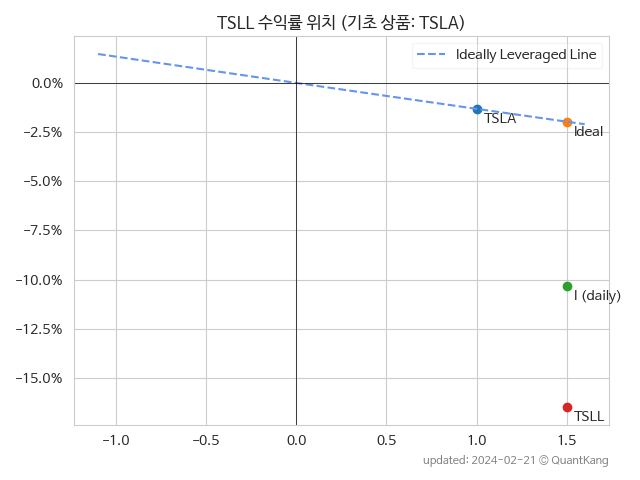 TSLL 수익률 위치 (기초 상품: TSLA)
Ideally Leveraged Line
0.0%
−2.5%
−5.0%
−7.5%
−10.0%
−12.5%
−15.0%
TSLA
Ideal
I (daily)
TSLL
−1.0 −0.5 0.0 0.5 1.0 1.5
updated: 2024-02-21 © QuantKang